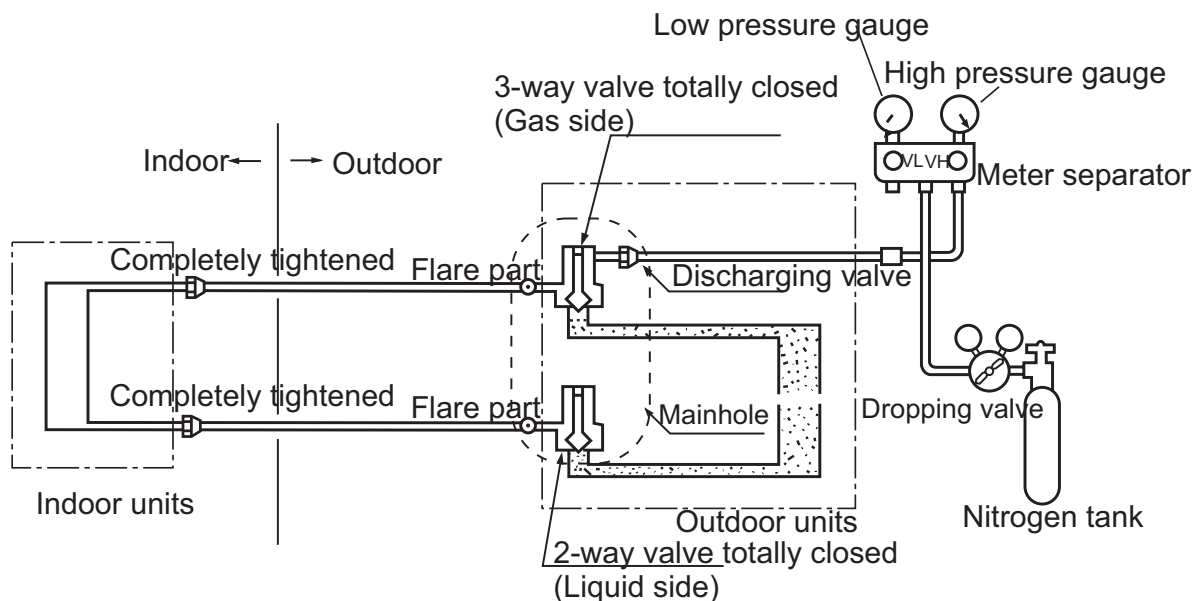 Low pressure gauge
High pressure gauge
3-way valve totally closed
(Gas side)
Indoor
Outdoor
VL VH
Meter separator
Completely tightened
Flare part
Discharging valve
Completely tightened
Flare part
Mainhole
Dropping valve
Indoor units
Outdoor units
Nitrogen tank
2-way valve totally closed
(Liquid side)